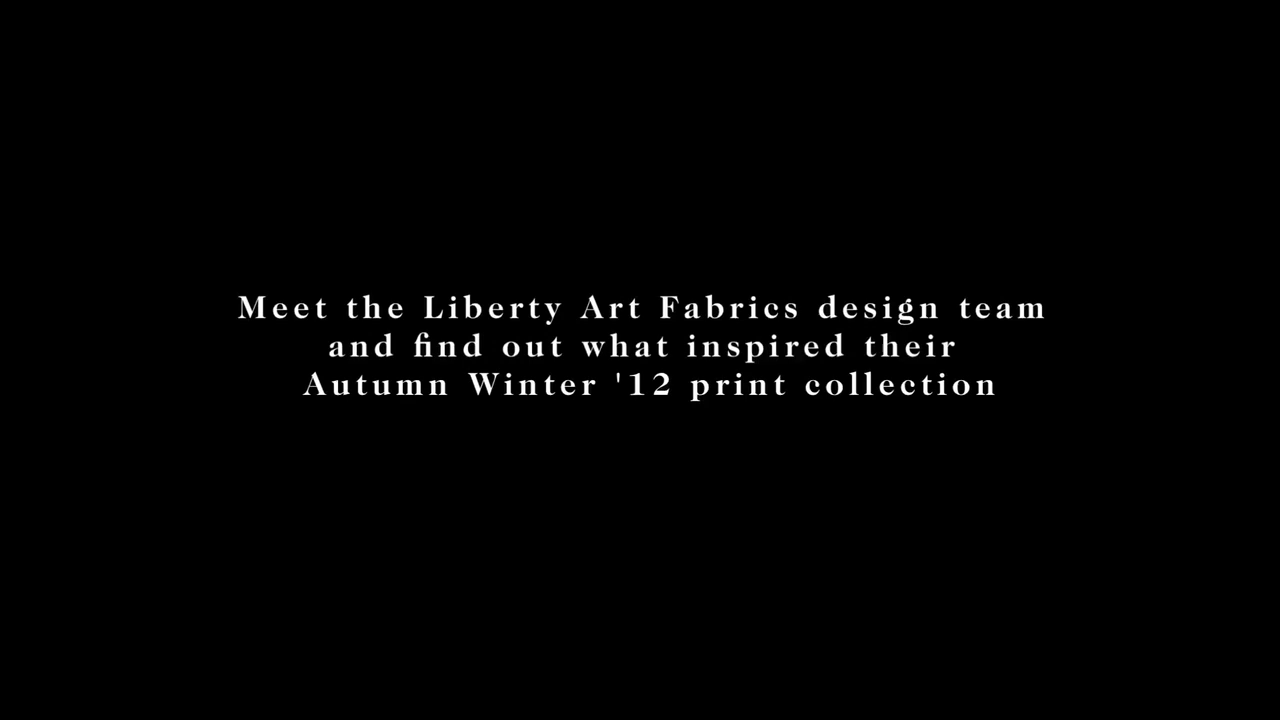 Meet the Liberty Art Fabrics design team
and find out what inspired their
Autumn Winter '12 print collection